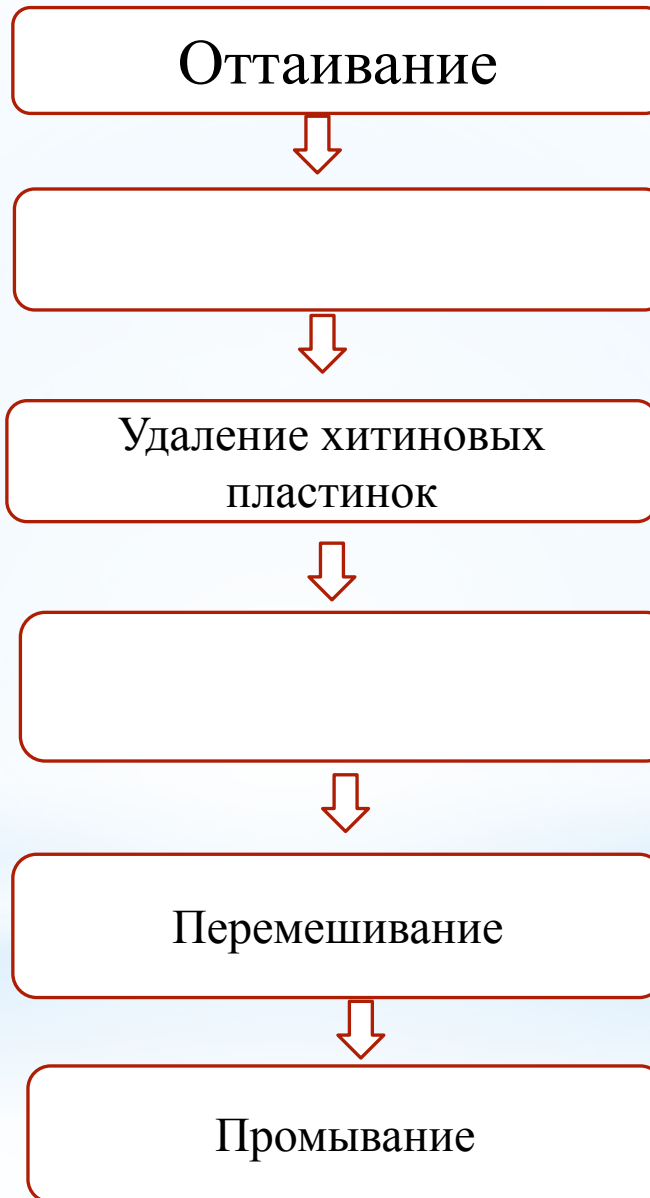 Оттаивание
Удаление хитиновых
пластинок
Перемешивание
Промывание